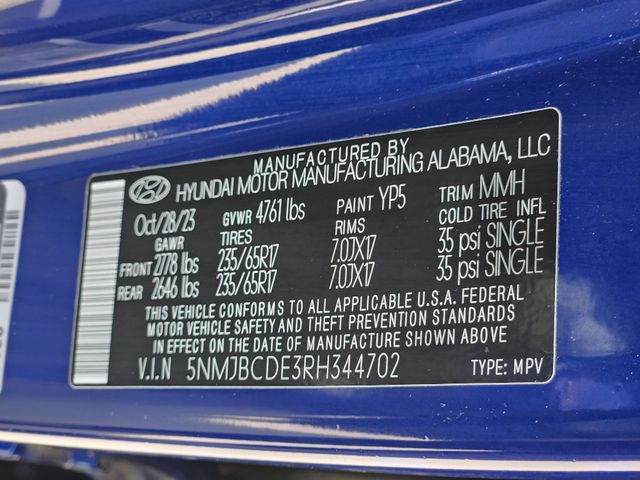 MANUFACTURED BY
HYUNDAI MOTOR MANUFACTURING ALABAMA, LLC
Oct/28/23 GVWR 4761 lbs PAINT YP5 TRIM MMH
GAWR TIRES RIMS COLD TIRE INFL
FRONT 2778 lbs 235/65R17 7.0JX17 35 psi SINGLE
REAR 2646 lbs 235/65R17 7.0JX17 35 psi SINGLE
THIS VEHICLE CONFORMS TO ALL APPLICABLE U.S.A. FEDERAL
MOTOR VEHICLE SAFETY AND THEFT PREVENTION STANDARDS
IN EFFECT ON THE DATE OF MANUFACTURE SHOWN ABOVE
V.I.N 5NMJBCDE3RH344702 TYPE: MPV